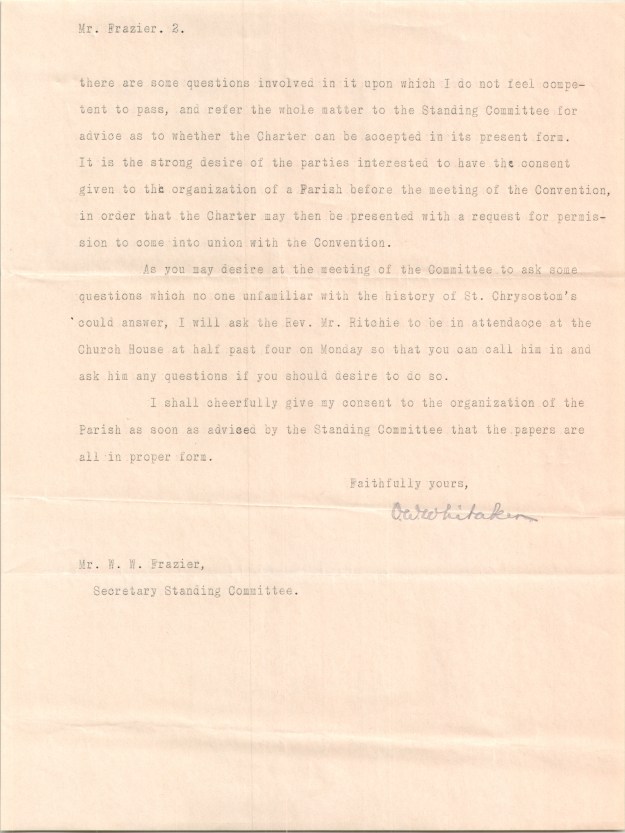 Mr. Frazier. 2.
there are some questions involved in it upon which I do not feel compe-
tent to pass, and refer the whole matter to the Standing Committee for
advice as to whether the Charter can be accepted in its present form.
It is the strong desire of the parties interested to have the consent
given to the organization of a Parish before the meeting of the Convention,
in order that the Charter may then be presented with a request for permis-
sion to come into union with the Convention.
As you may desire at the meeting of the Committee to ask some
questions which no one unfamiliar with the history of St. Chrysostom's
could answer, I will ask the Rev. Mr. Ritchie to be in attendance at the
Church House at half past four on Monday so that you can call him in and
ask him any questions if you should desire to do so.
I shall cheerfully give my consent to the organization of the
Parish as soon as advised by the Standing Committee that the papers are
all in proper form.
Faithfully yours,
O.W. Whitaker
Mr. W. W. Frazier,
Secretary Standing Committee.